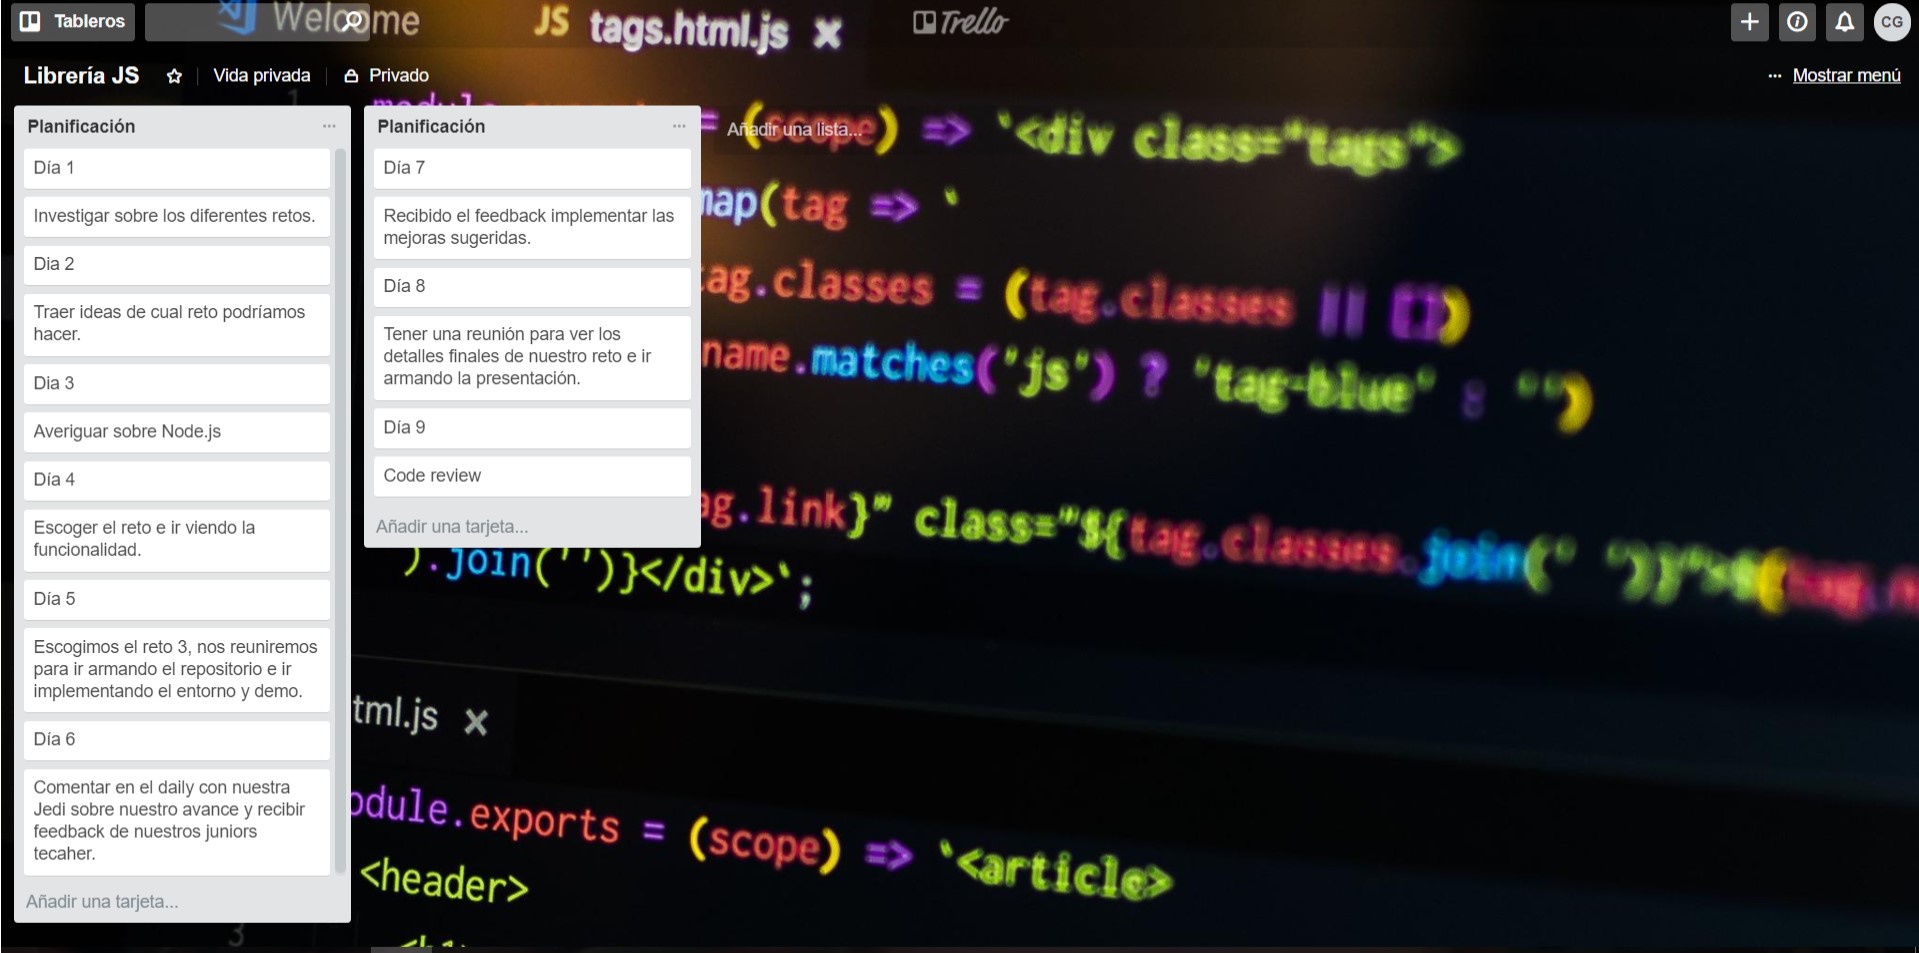 Tableros
Welcome
JS tags.html.js
Trello
CG
Librería JS
Vida privada
Privado
Mostrar menú
Planificación
Día 1
Investigar sobre los diferentes retos.
Dia 2
Traer ideas de cual reto podríamos
hacer.
Dia 3
Averiguar sobre Node.js
Día 4
Escoger el reto e ir viendo la
funcionalidad.
Día 5
Escogimos el reto 3, nos reuniremos
para ir armando el repositorio e ir
implementando el entorno y demo.
Día 6
Comentar en el daily con nuestra
Jedi sobre nuestro avance y recibir
feedback de nuestros juniors
tecaher.
Añadir una tarjeta...
Planificación
Día 7
Recibido el feedback implementar las
mejoras sugeridas.
Día 8
Tener una reunión para ver los
detalles finales de nuestro reto e ir
armando la presentación.
Día 9
Code review
Añadir una tarjeta...
Añadir una lista...
= (scope) => `<div class="tags">
map(tag => `
tag.classes = (tag.classes || [])
name.matches('js') ? 'tag-blue' : '')
ag.link}" class="${tag.classes.join(' ')}">
).join('')}</div>`;
tml.js
odule.exports = (scope) => `<article>
<header>
3
<h1>